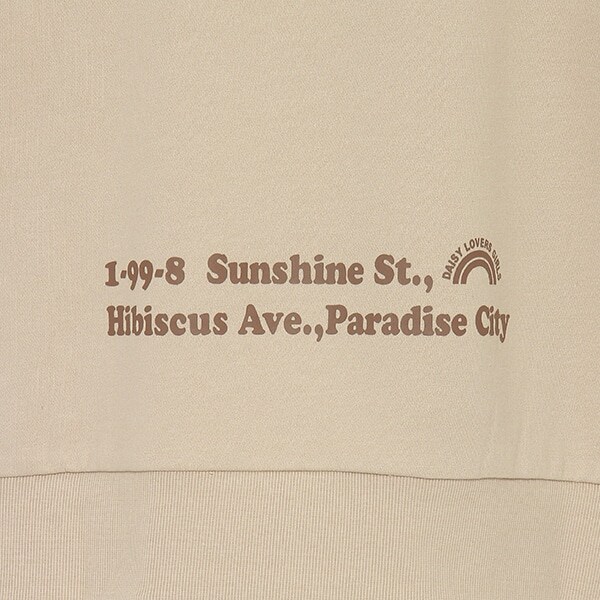 1-99-8 Sunshine St.,
DAISY LOVERS GIRLS
Hibiscus Ave.,Paradise City